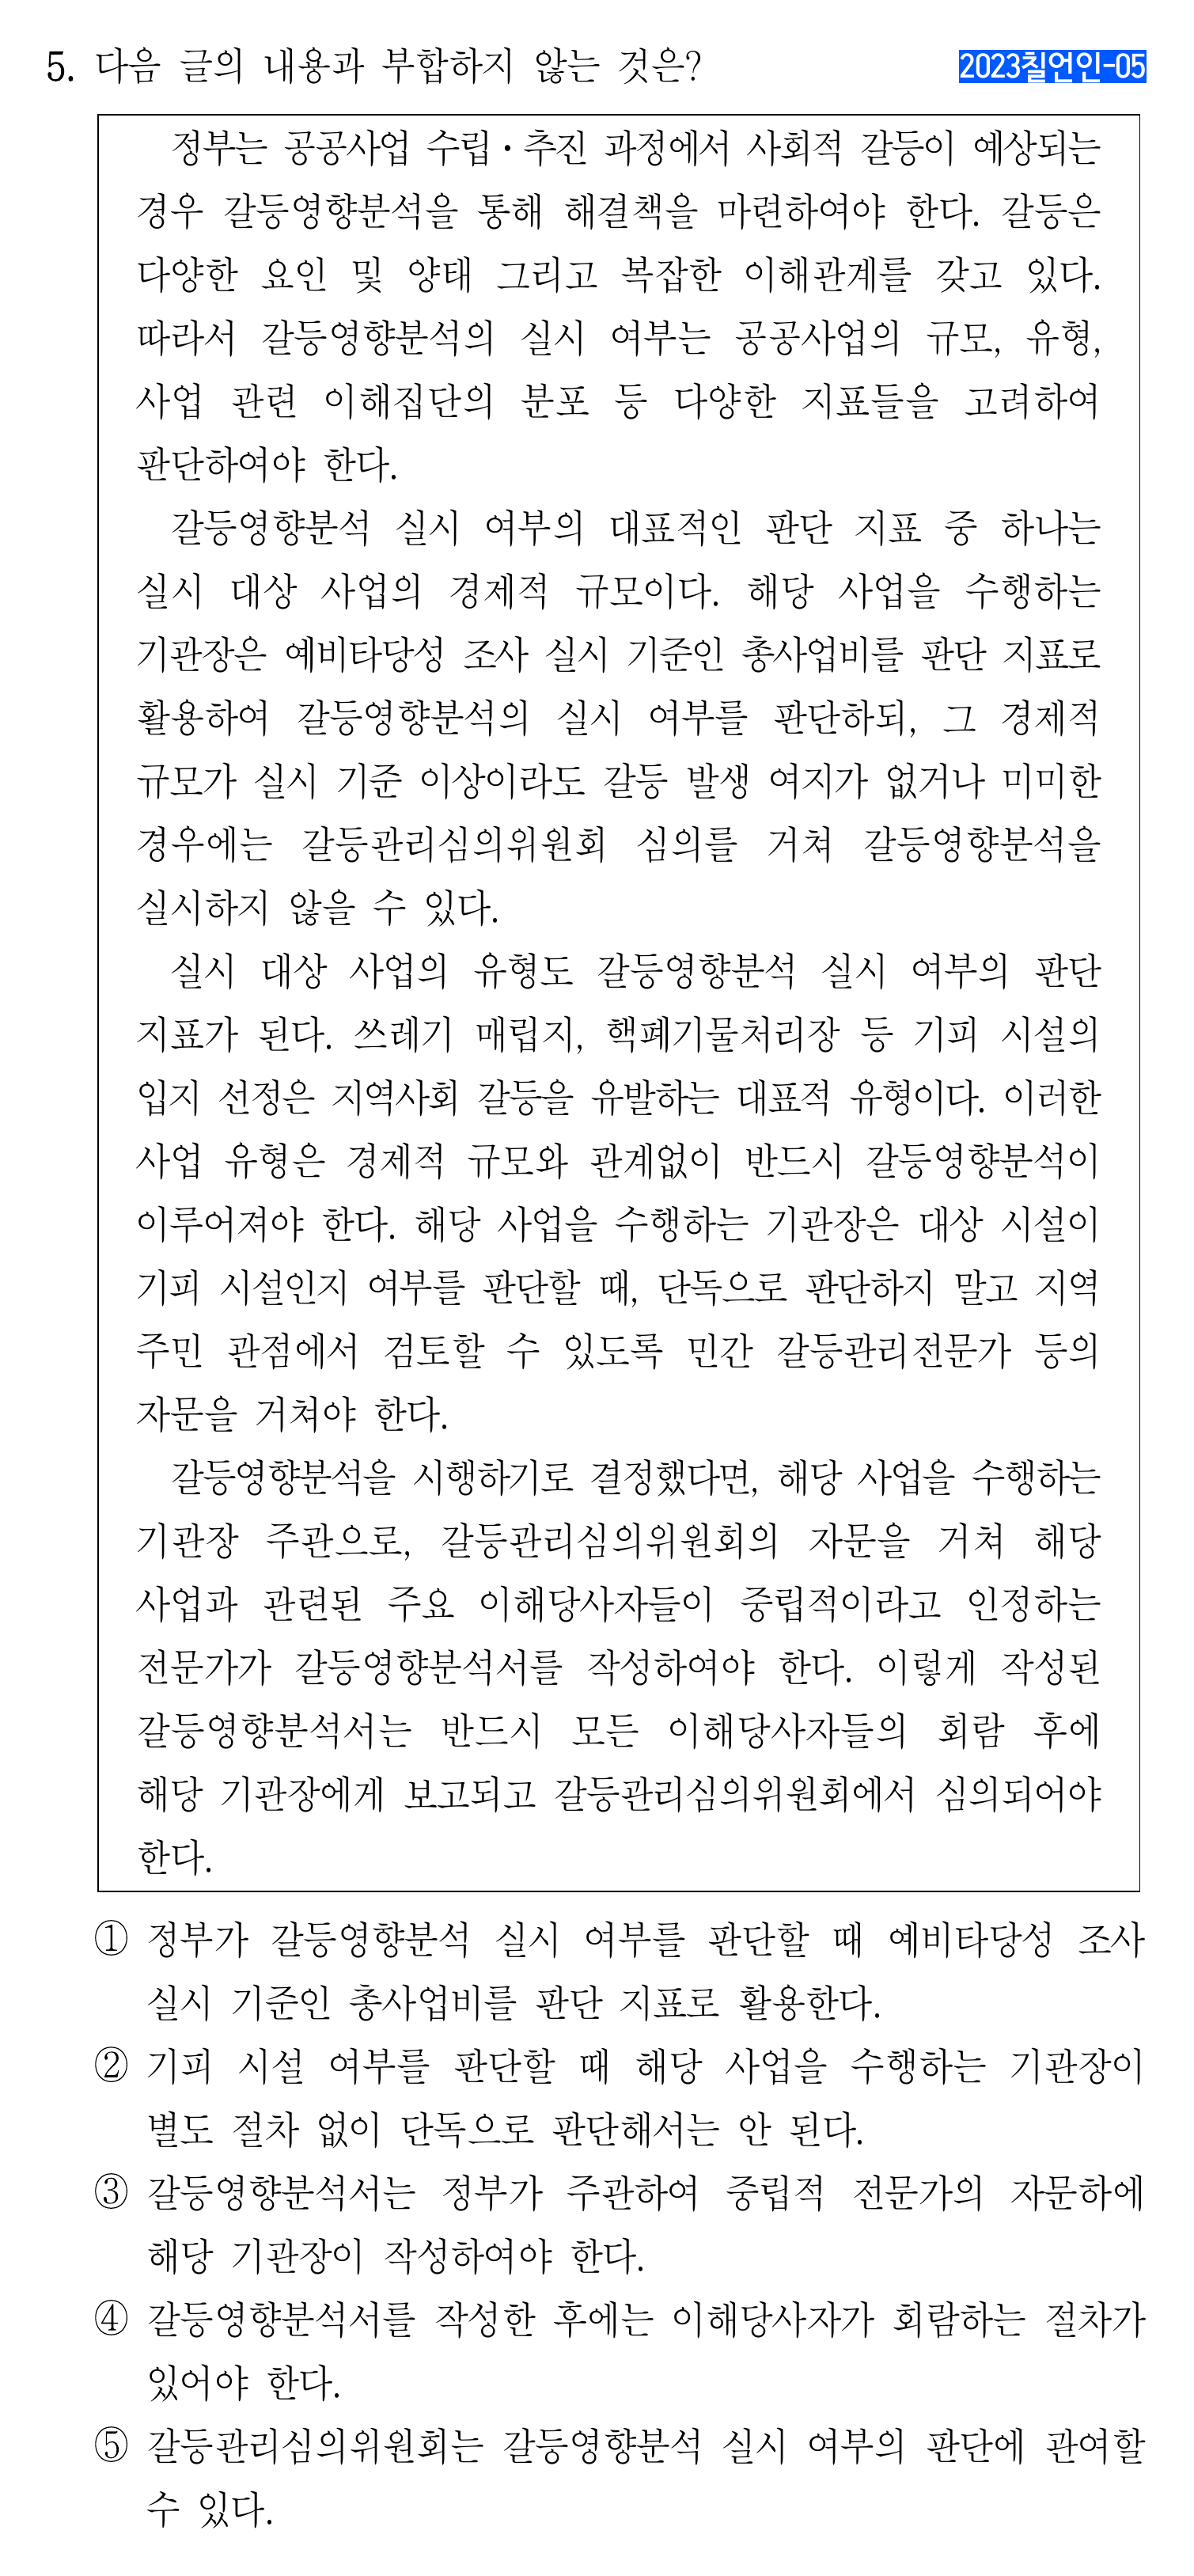 5. 다음 글의 내용과 부합하지 않는 것은?
2023칠언인-05
정부는 공공사업 수립·추진 과정에서 사회적 갈등이 예상되는
경우 갈등영향분석을 통해 해결책을 마련하여야 한다. 갈등은
다양한 요인 및 양태 그리고 복잡한 이해관계를 갖고 있다.
따라서 갈등영향분석의 실시 여부는 공공사업의 규모, 유형,
사업 관련 이해집단의 분포 등 다양한 지표들을 고려하여
판단하여야 한다.
갈등영향분석 실시 여부의 대표적인 판단 지표 중 하나는
실시 대상 사업의 경제적 규모이다. 해당 사업을 수행하는
기관장은 예비타당성 조사 실시 기준인 총사업비를 판단 지표로
활용하여 갈등영향분석의 실시 여부를 판단하되, 그 경제적
규모가 실시 기준 이상이라도 갈등 발생 여지가 없거나 미미한
경우에는 갈등관리심의위원회 심의를 거쳐 갈등영향분석을
실시하지 않을 수 있다.
실시 대상 사업의 유형도 갈등영향분석 실시 여부의 판단
지표가 된다. 쓰레기 매립지, 핵폐기물처리장 등 기피 시설의
입지 선정은 지역사회 갈등을 유발하는 대표적 유형이다. 이러한
사업 유형은 경제적 규모와 관계없이 반드시 갈등영향분석이
이루어져야 한다. 해당 사업을 수행하는 기관장은 대상 시설이
기피 시설인지 여부를 판단할 때, 단독으로 판단하지 말고 지역
주민 관점에서 검토할 수 있도록 민간 갈등관리전문가 등의
자문을 거쳐야 한다.
갈등영향분석을 시행하기로 결정했다면, 해당 사업을 수행하는
기관장 주관으로, 갈등관리심의위원회의 자문을 거쳐 해당
사업과 관련된 주요 이해당사자들이 중립적이라고 인정하는
전문가가 갈등영향분석서를 작성하여야 한다. 이렇게 작성된
갈등영향분석서는 반드시 모든 이해당사자들의 회람 후에
해당 기관장에게 보고되고 갈등관리심의위원회에서 심의되어야
한다.
① 정부가 갈등영향분석 실시 여부를 판단할 때 예비타당성 조사
실시 기준인 총사업비를 판단 지표로 활용한다.
② 기피 시설 여부를 판단할 때 해당 사업을 수행하는 기관장이
별도 절차 없이 단독으로 판단해서는 안 된다.
③ 갈등영향분석서는 정부가 주관하여 중립적 전문가의 자문하에
해당 기관장이 작성하여야 한다.
④ 갈등영향분석서를 작성한 후에는 이해당사자가 회람하는 절차가
있어야 한다.
⑤ 갈등관리심의위원회는 갈등영향분석 실시 여부의 판단에 관여할
수 있다.